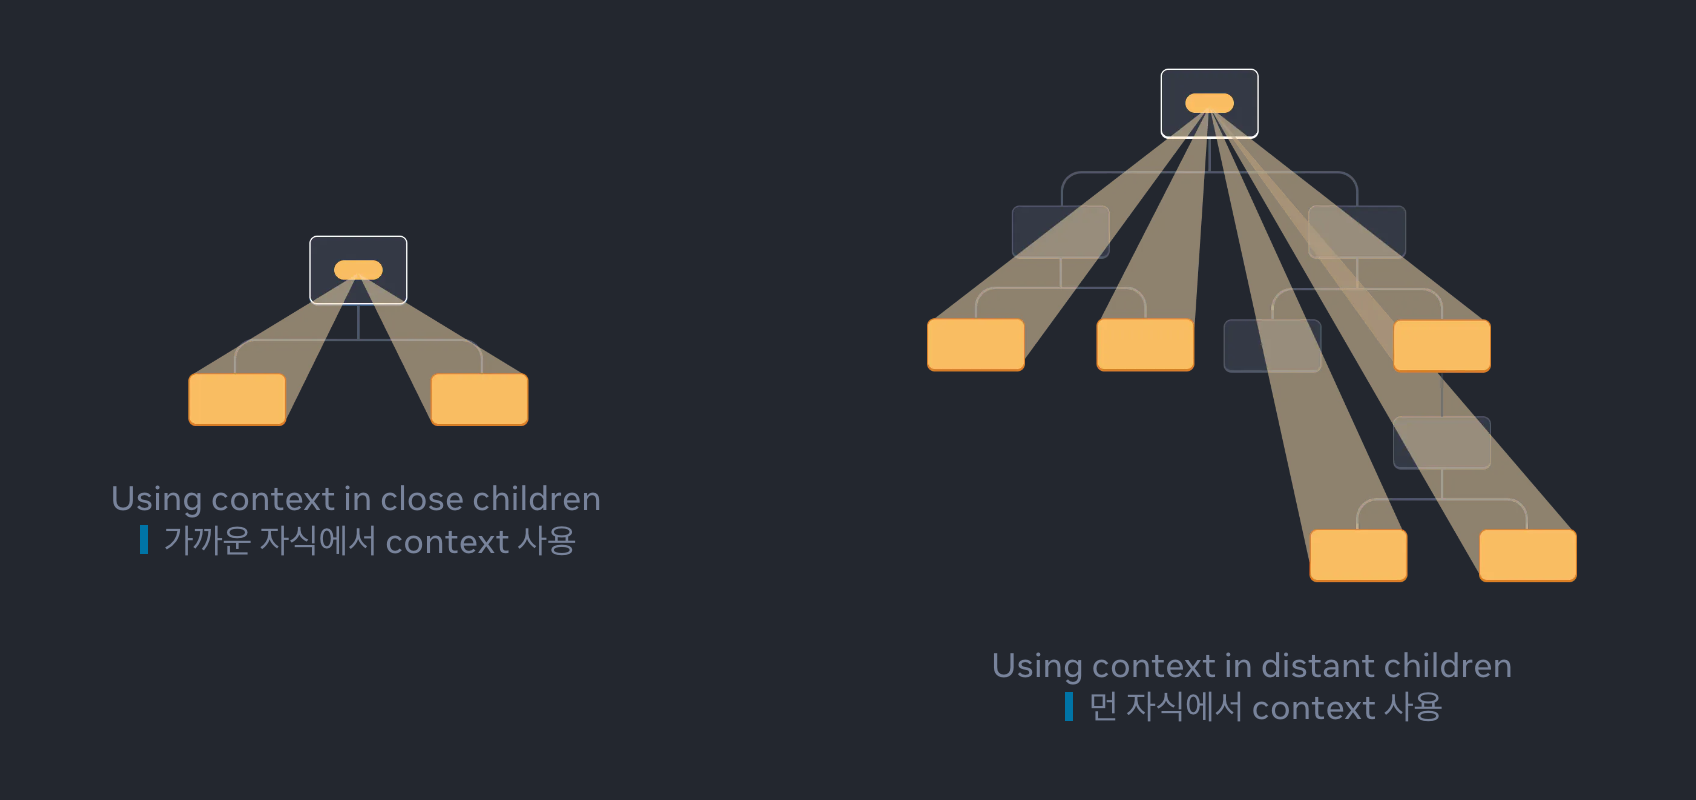 Using context in close children
가까운 자식에서 context 사용
Using context in distant children
먼 자식에서 context 사용